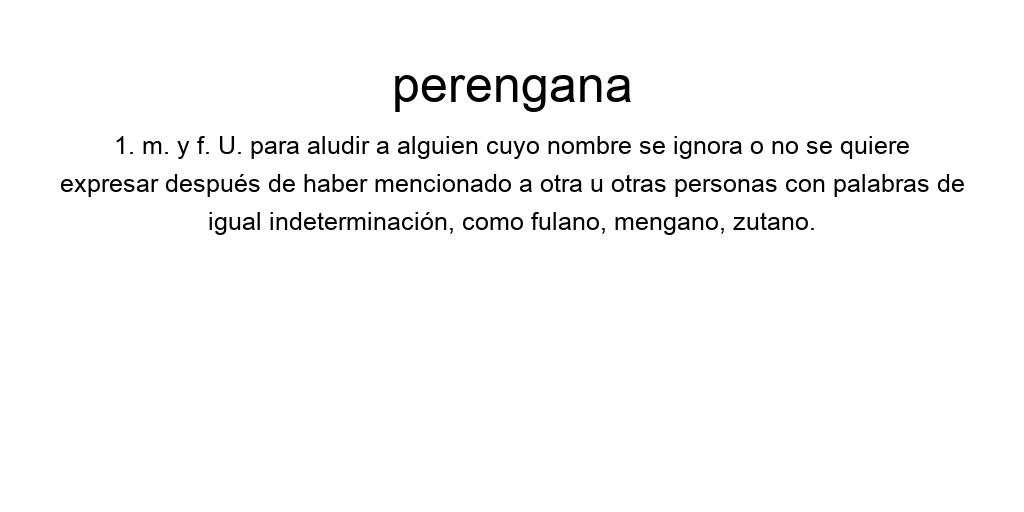 perengana
1. m. y f. U. para aludir a alguien cuyo nombre se ignora o no se quiere
expresar después de haber mencionado a otra u otras personas con palabras de
igual indeterminación, como fulano, mengano, zutano.